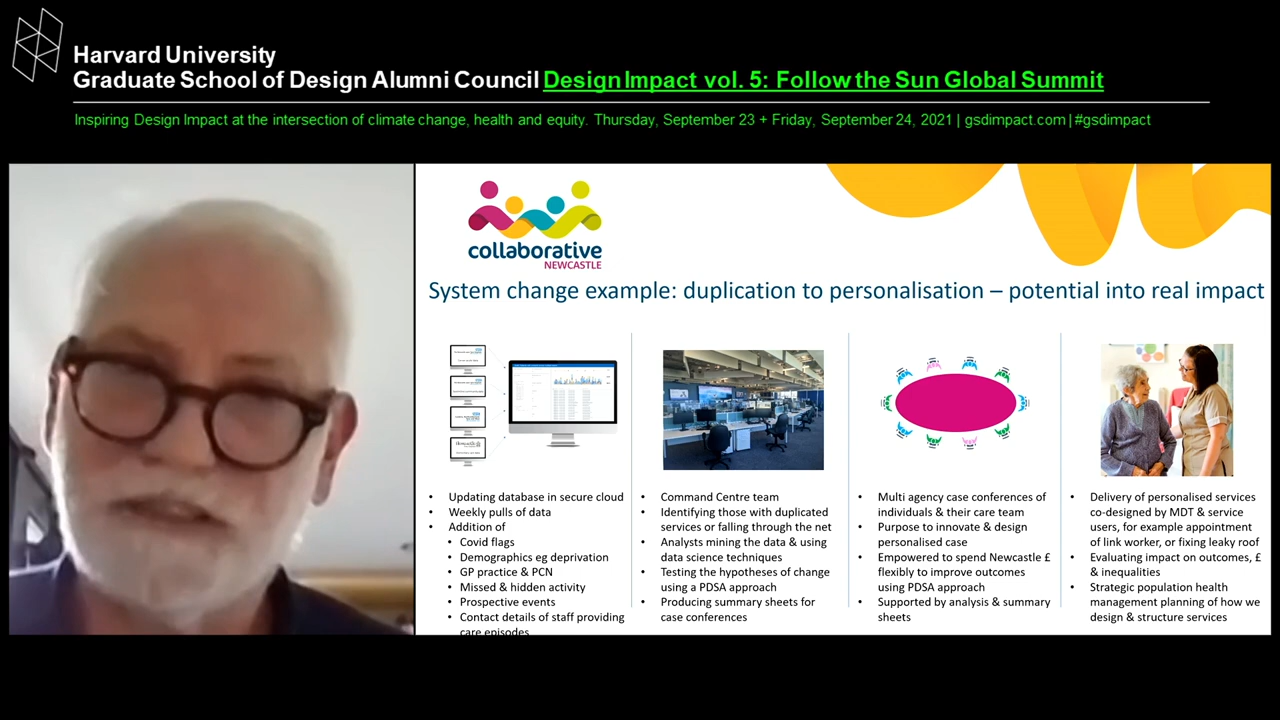 Harvard University
Graduate School of Design Alumni Council Design Impact vol. 5: Follow the Sun Global Summit
Inspiring Design Impact at the intersection of climate change, health and equity. Thursday, September 23 + Friday, September 24, 2021 | gsdimpact.com | #gsdimpact
collaborative
NEWCASTLE
System change example: duplication to personalisation – potential into real impact
• Updating database in secure cloud
• Weekly pulls of data
• Addition of
• Covid flags
• Demographics eg deprivation
• GP practice & PCN
• Missed & hidden activity
• Prospective events
• Contact details of staff providing
care episodes
• Command Centre team
• Identifying those with duplicated
services or falling through the net
• Analysts mining the data & using
data science techniques
• Testing the hypotheses of change
using a PDSA approach
• Producing summary sheets for
case conferences
• Multi agency case conferences of
individuals & their care team
• Purpose to innovate & design
personalised case
• Empowered to spend Newcastle £
flexibly to improve outcomes
using PDSA approach
• Supported by analysis & summary
sheets
• Delivery of personalised services
co-designed by MDT & service
users, for example appointment
of link worker, or fixing leaky roof
• Evaluating impact on outcomes, £
& inequalities
• Strategic population health
management planning of how we
design & structure services